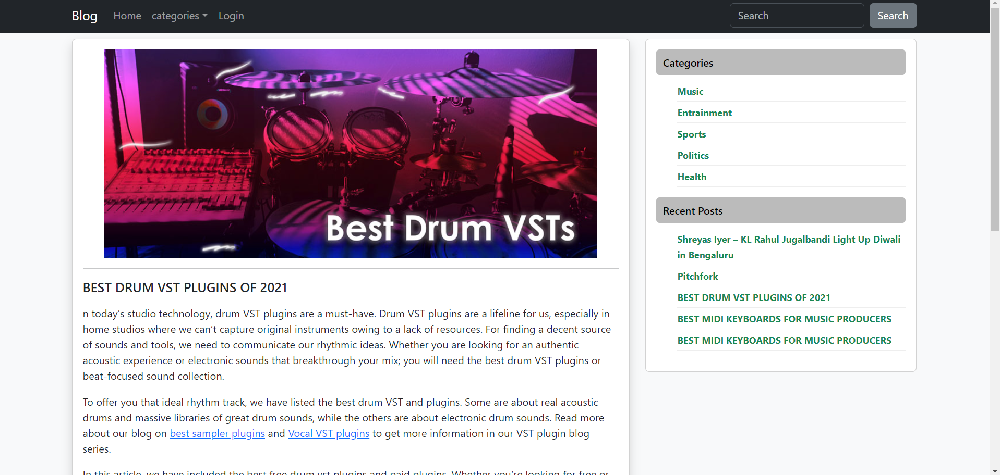 Blog Home categories Login Search Search
Best Drum VSTs
BEST DRUM VST PLUGINS OF 2021
n today’s studio technology, drum VST plugins are a must-have. Drum VST plugins are a lifeline for us, especially in
home studios where we can’t capture original instruments owing to a lack of resources. For finding a decent source
of sounds and tools, we need to communicate our rhythmic ideas. Whether you are looking for an authentic
acoustic experience or electronic sounds that breakthrough your mix; you will need the best drum VST plugins or
beat-focused sound collection.
To offer you that ideal rhythm track, we have listed the best drum VST and plugins. Some are about real acoustic
drums and massive libraries of great drum sounds, while the others are about electronic drum sounds. Read more
about our blog on best sampler plugins and Vocal VST plugins to get more information in our VST plugin blog
series.
In this article, we have included the best free drum vst plugins and paid plugins. Whether you’re looking for free or
Categories
Music
Entrainment
Sports
Politics
Health
Recent Posts
Shreyas Iyer – KL Rahul Jugalbandi Light Up Diwali
in Bengaluru
Pitchfork
BEST DRUM VST PLUGINS OF 2021
BEST MIDI KEYBOARDS FOR MUSIC PRODUCERS
BEST MIDI KEYBOARDS FOR MUSIC PRODUCERS